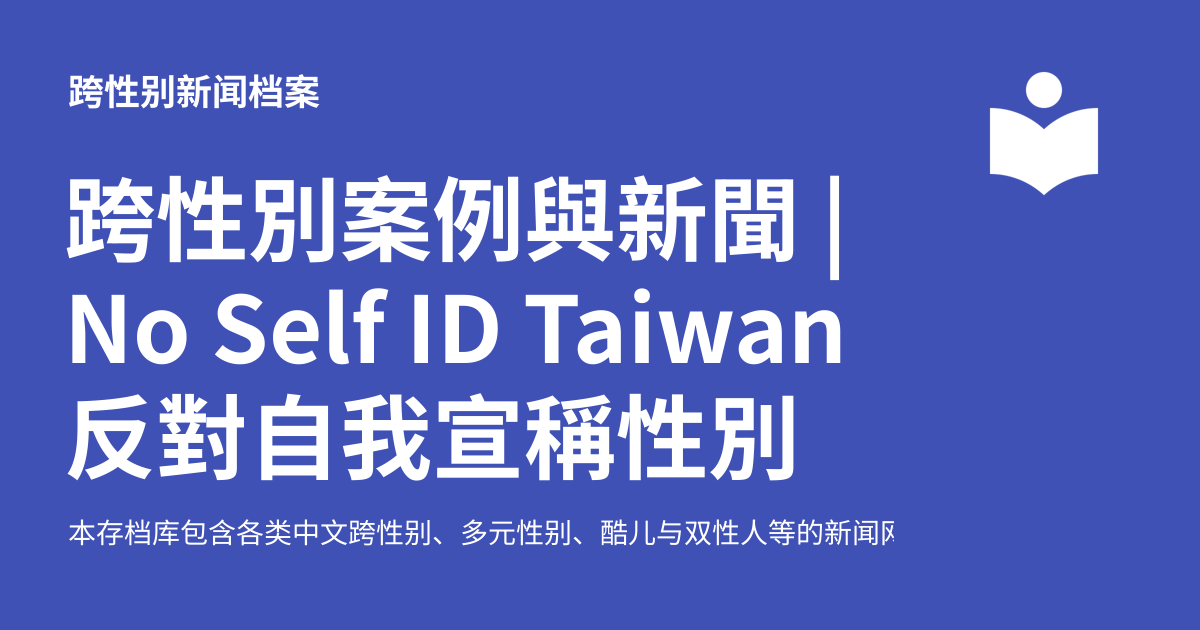 跨性别新闻档案
跨性別案例與新聞 |
No Self ID Taiwan
反對自我宣稱性別
本存档库包含各类中文跨性别、多元性别、酷儿与双性人等的新闻网